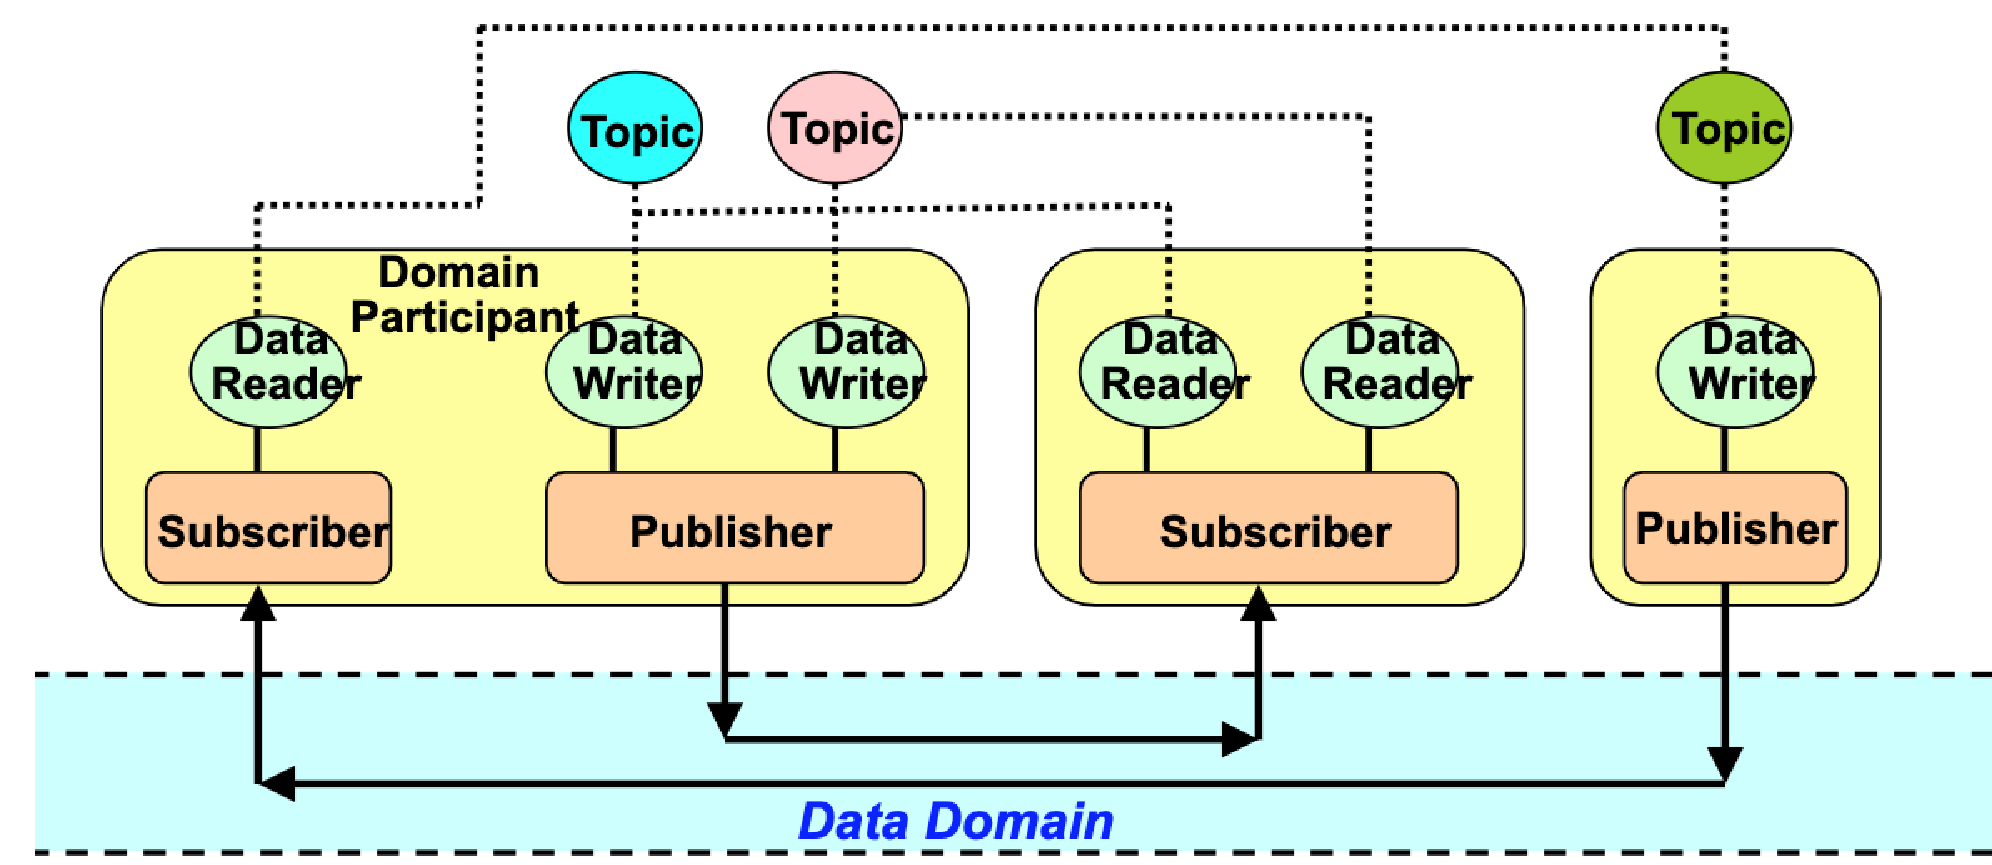 Topic
Topic
Topic
Domain
Participant
Data
Reader
Data
Writer
Data
Writer
Data
Reader
Data
Reader
Data
Writer
Subscriber
Publisher
Subscriber
Publisher
Data Domain